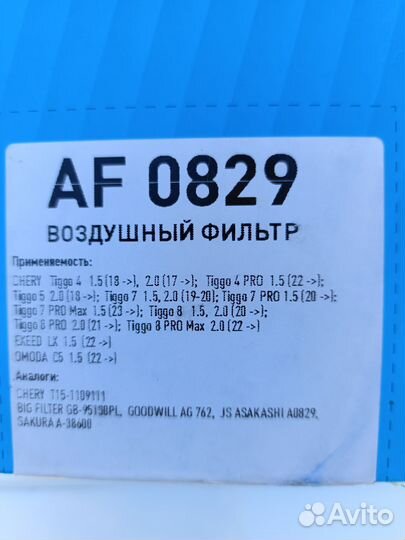 AF 0829
ВОЗДУШНЫЙ ФИЛЬТР
Применяемость:
CHERY Tiggo 4 1.5 (18 ->), 2.0 (17 ->); Tiggo 4 PRO 1.5 (22 ->);
Tiggo 5 2.0 (18 ->); Tiggo 7 1.5, 2.0 (19-20); Tiggo 7 PRO 1.5 (20 ->);
Tiggo 7 PRO Max 1.5 (23 ->); Tiggo 8 1.5, 2.0 (20 ->);
Tiggo 8 PRO 2.0 (21 ->); Tiggo 8 PRO Max 2.0 (22 ->)
EXEED LX 1.5 (22 ->)
OMODA C5 1.5 (22 ->)
Аналоги:
CHERY T15-1109111
BIG FILTER GB-95190PL, GOODWILL AG 762, JS ASAKASHI A0829,
SAKURA A-38600
Avito